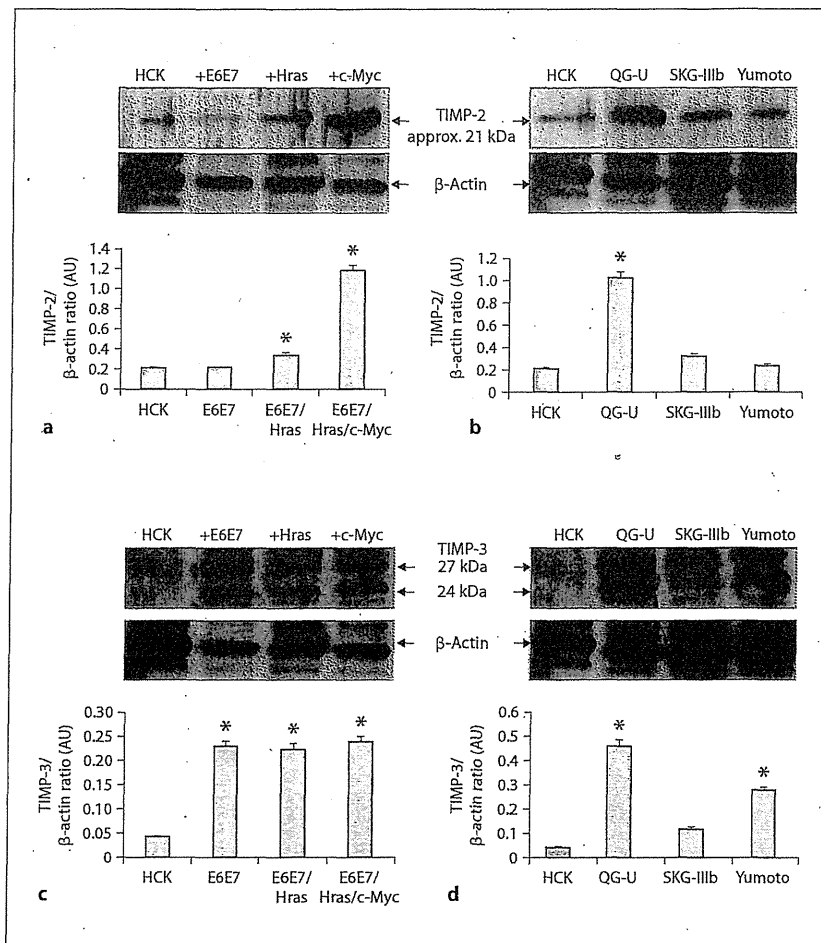 HCK +E6E7 +Hras +c-Myc
TIMP-2
approx. 21 kDa
β-Actin
HCK QG-U SKG-IIIb Yumoto
TIMP-2/
β-actin ratio (AU)
1.4
1.2
1.0
0.8
0.6
0.4
0.2
0
*
*
HCK E6E7 E6E7/ E6E7/
Hras Hras/c-Myc
a
TIMP-2/
β-actin ratio (AU)
1.2
1.0
0.8
0.6
0.4
0.2
0
*
HCK QG-U SKG-IIIb Yumoto
b
HCK +E6E7 +Hras +c-Myc
TIMP-3
27 kDa
24 kDa
β-Actin
HCK QG-U SKG-IIIb Yumoto
TIMP-3/
β-actin ratio (AU)
0.30
0.25
0.20
0.15
0.10
0.05
0
* * *
HCK E6E7 E6E7/ E6E7/
Hras Hras/c-Myc
c
TIMP-3/
β-actin ratio (AU)
0.6
0.5
0.4
0.3
0.2
0.1
0
*
*
HCK QG-U SKG-IIIb Yumoto
d